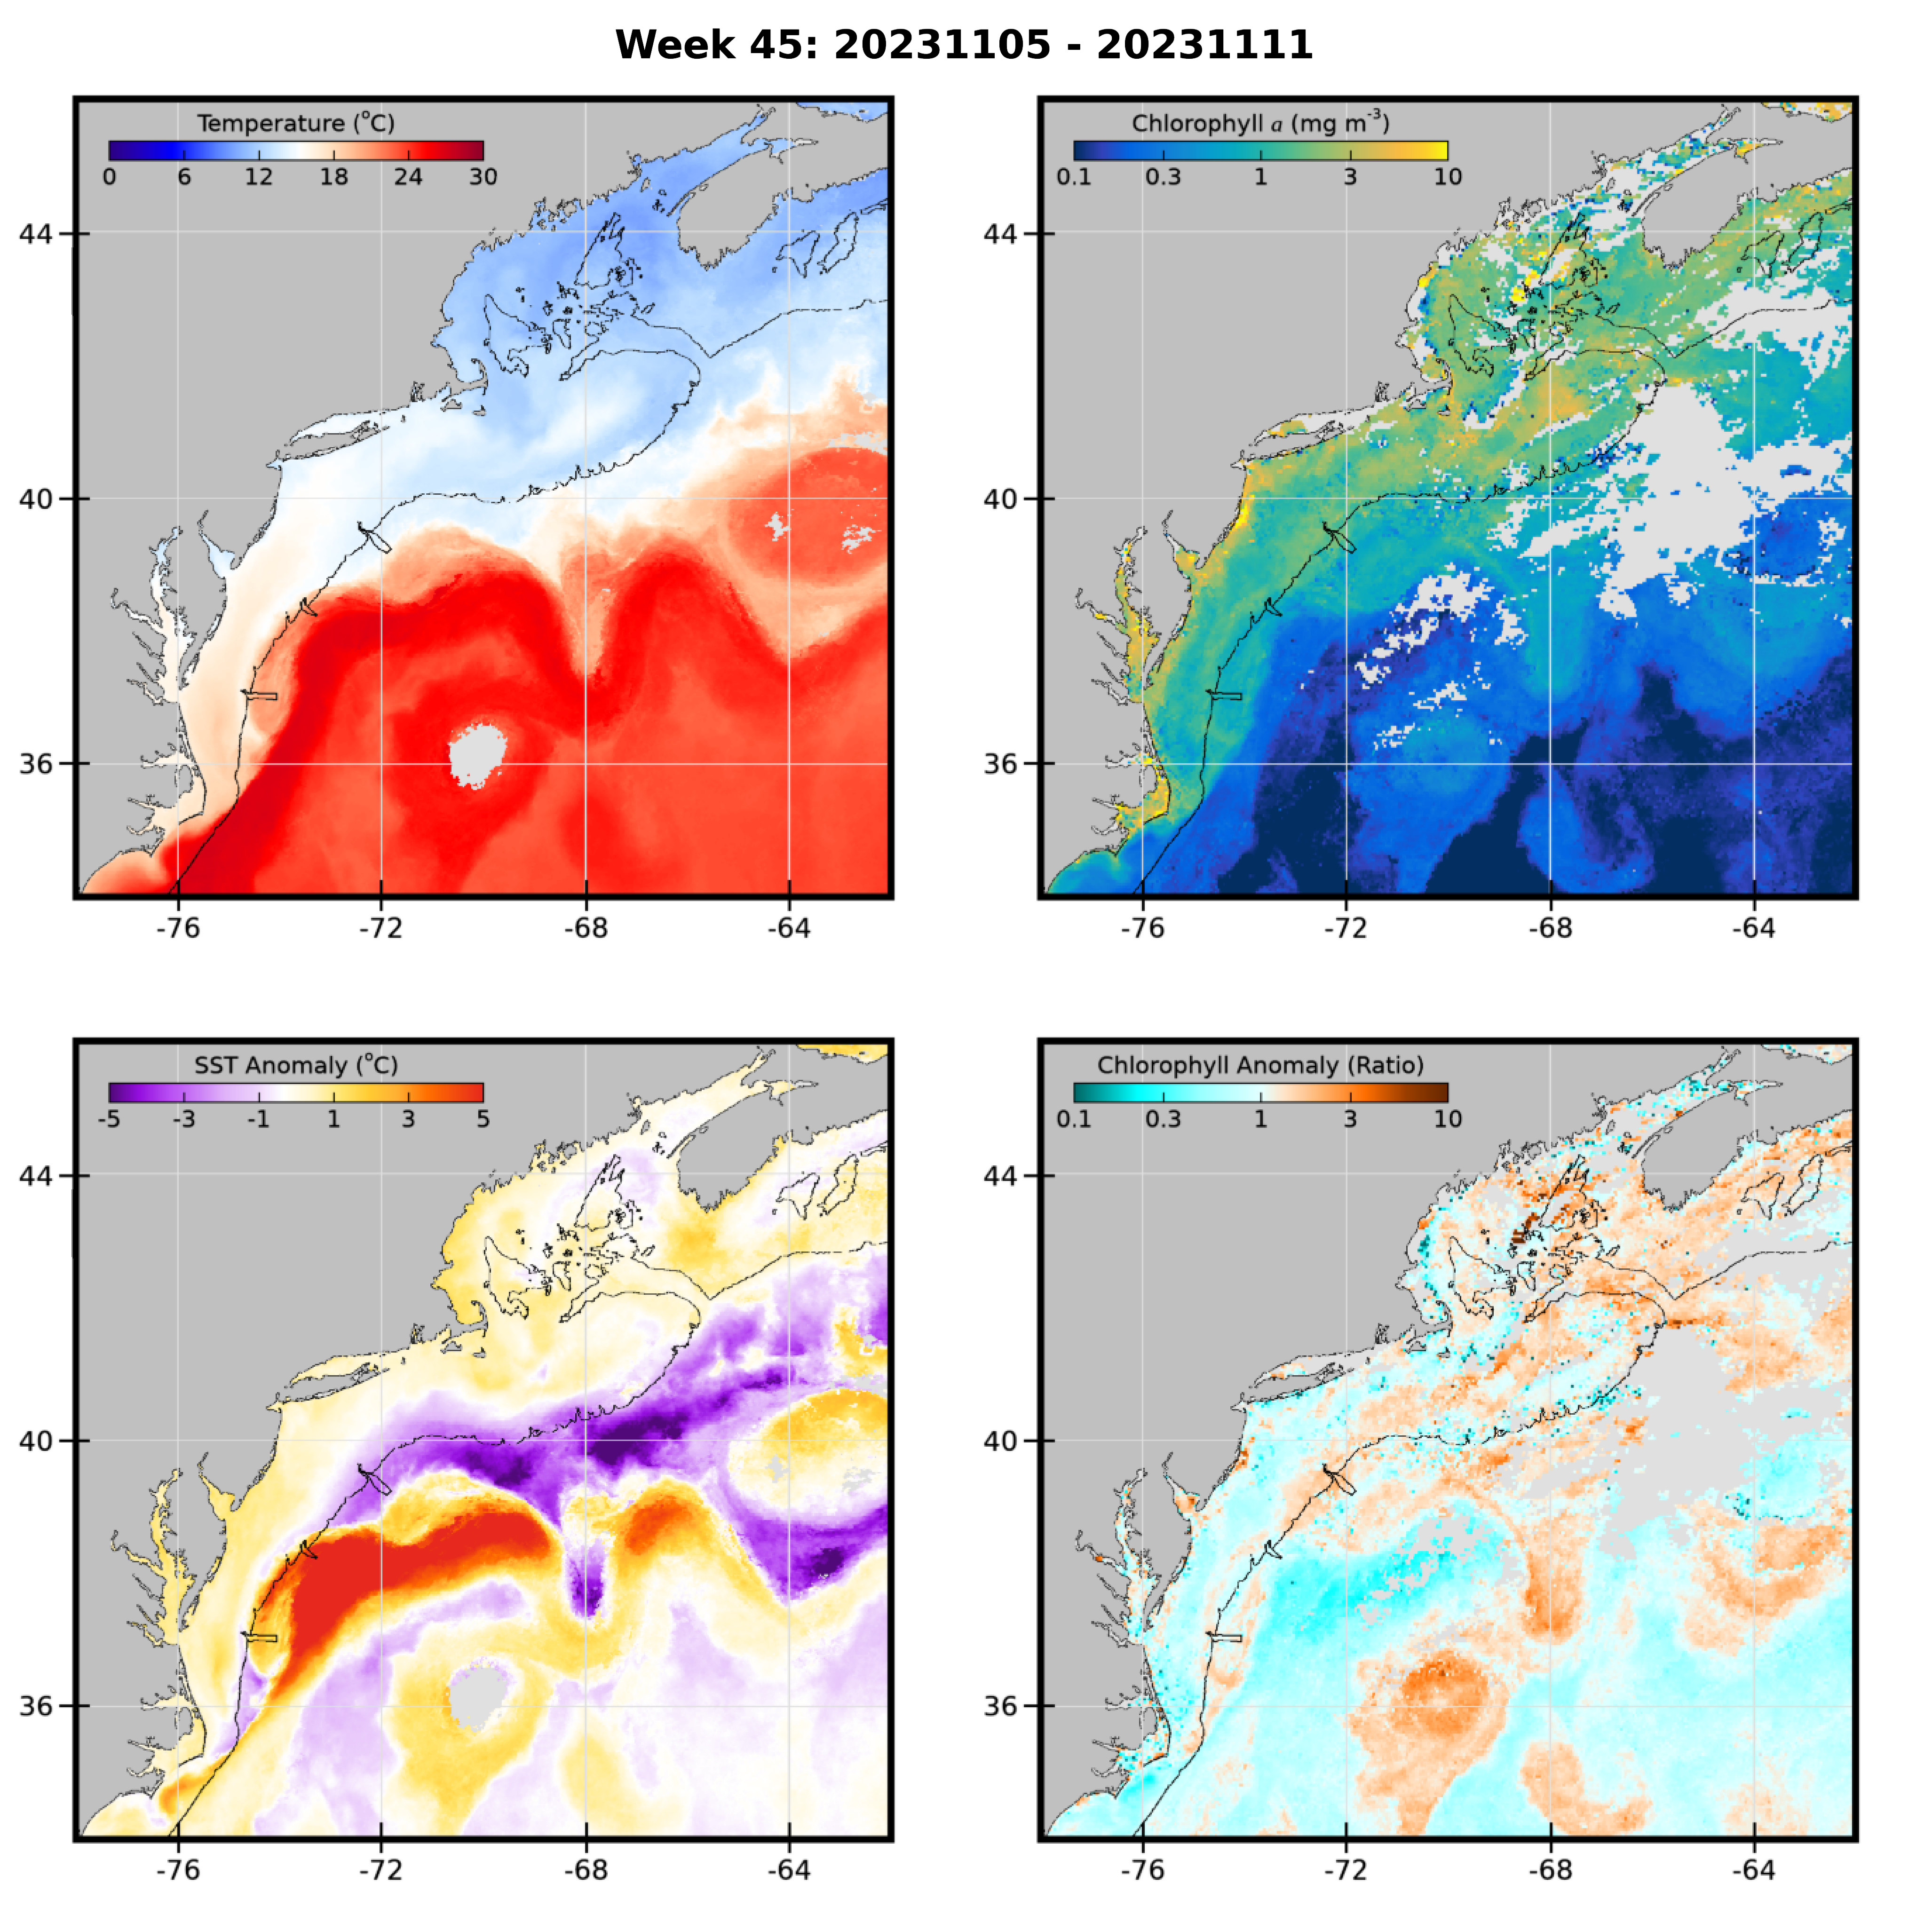 Week 45: 20231105 - 20231111
Temperature (°C)
0 6 12 18 24 30
44
40
36
-76 -72 -68 -64
Chlorophyll a (mg m-3)
0.1 0.3 1 3 10
44
40
36
-76 -72 -68 -64
SST Anomaly (°C)
-5 -3 -1 1 3 5
44
40
36
-76 -72 -68 -64
Chlorophyll Anomaly (Ratio)
0.1 0.3 1 3 10
44
40
36
-76 -72 -68 -64